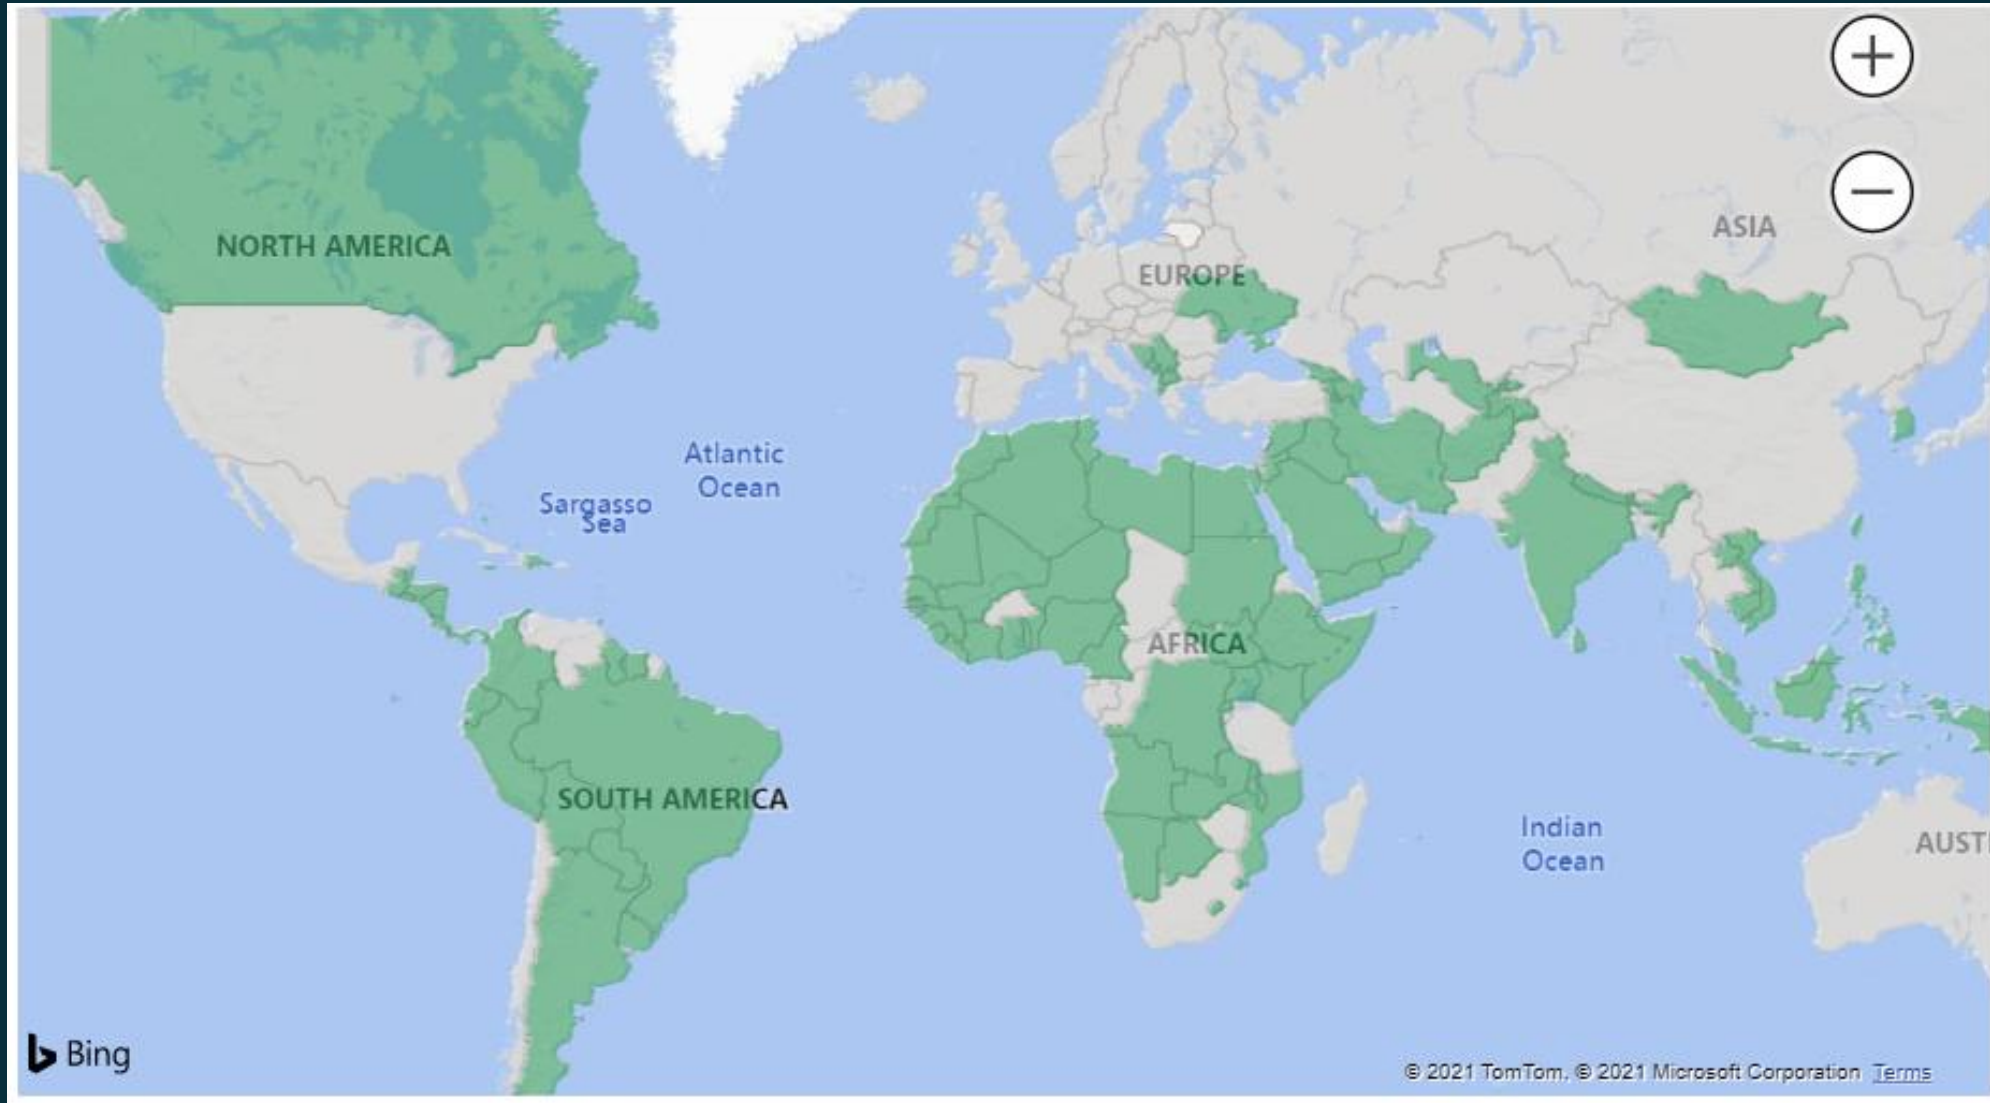 NORTH AMERICA
ASIA
EUROPE
Atlantic
Ocean
Sargasso
Sea
AFRICA
SOUTH AMERICA
Indian
Ocean
AUST
Bing
© 2021 TomTom, © 2021 Microsoft Corporation Terms